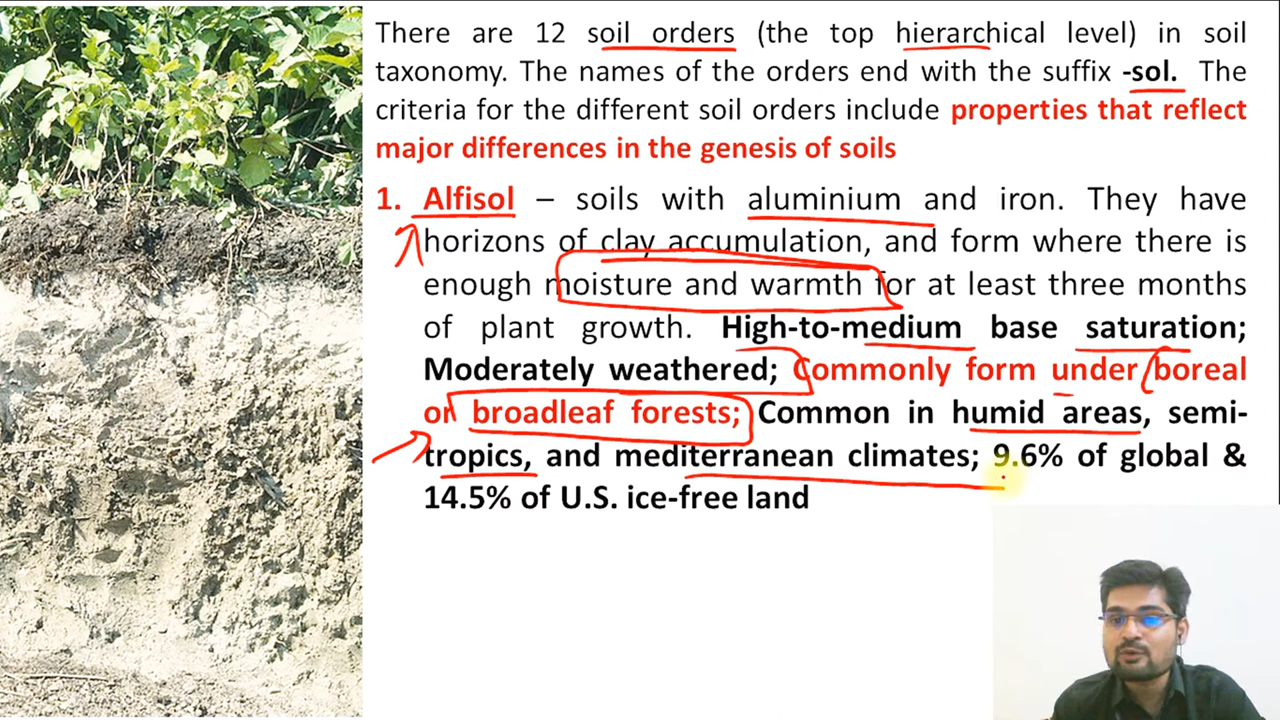 There are 12 soil orders (the top hierarchical level) in soil
taxonomy. The names of the orders end with the suffix -sol. The
criteria for the different soil orders include properties that reflect
major differences in the genesis of soils
1. Alfisol – soils with aluminium and iron. They have
horizons of clay accumulation, and form where there is
enough moisture and warmth for at least three months
of plant growth. High-to-medium base saturation;
Moderately weathered; Commonly form under boreal
or broadleaf forests; Common in humid areas, semi-
tropics, and mediterranean climates; 9.6% of global &
14.5% of U.S. ice-free land